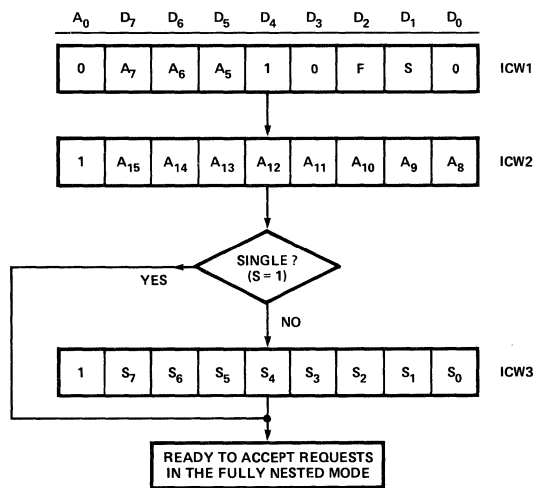 A0 D7 D6 D5 D4 D3 D2 D1 D0
0 A7 A6 A5 1 0 F S 0 ICW1
1 A15 A14 A13 A12 A11 A10 A9 A8 ICW2
SINGLE ?
(S = 1)
YES
NO
1 S7 S6 S5 S4 S3 S2 S1 S0 ICW3
READY TO ACCEPT REQUESTS
IN THE FULLY NESTED MODE